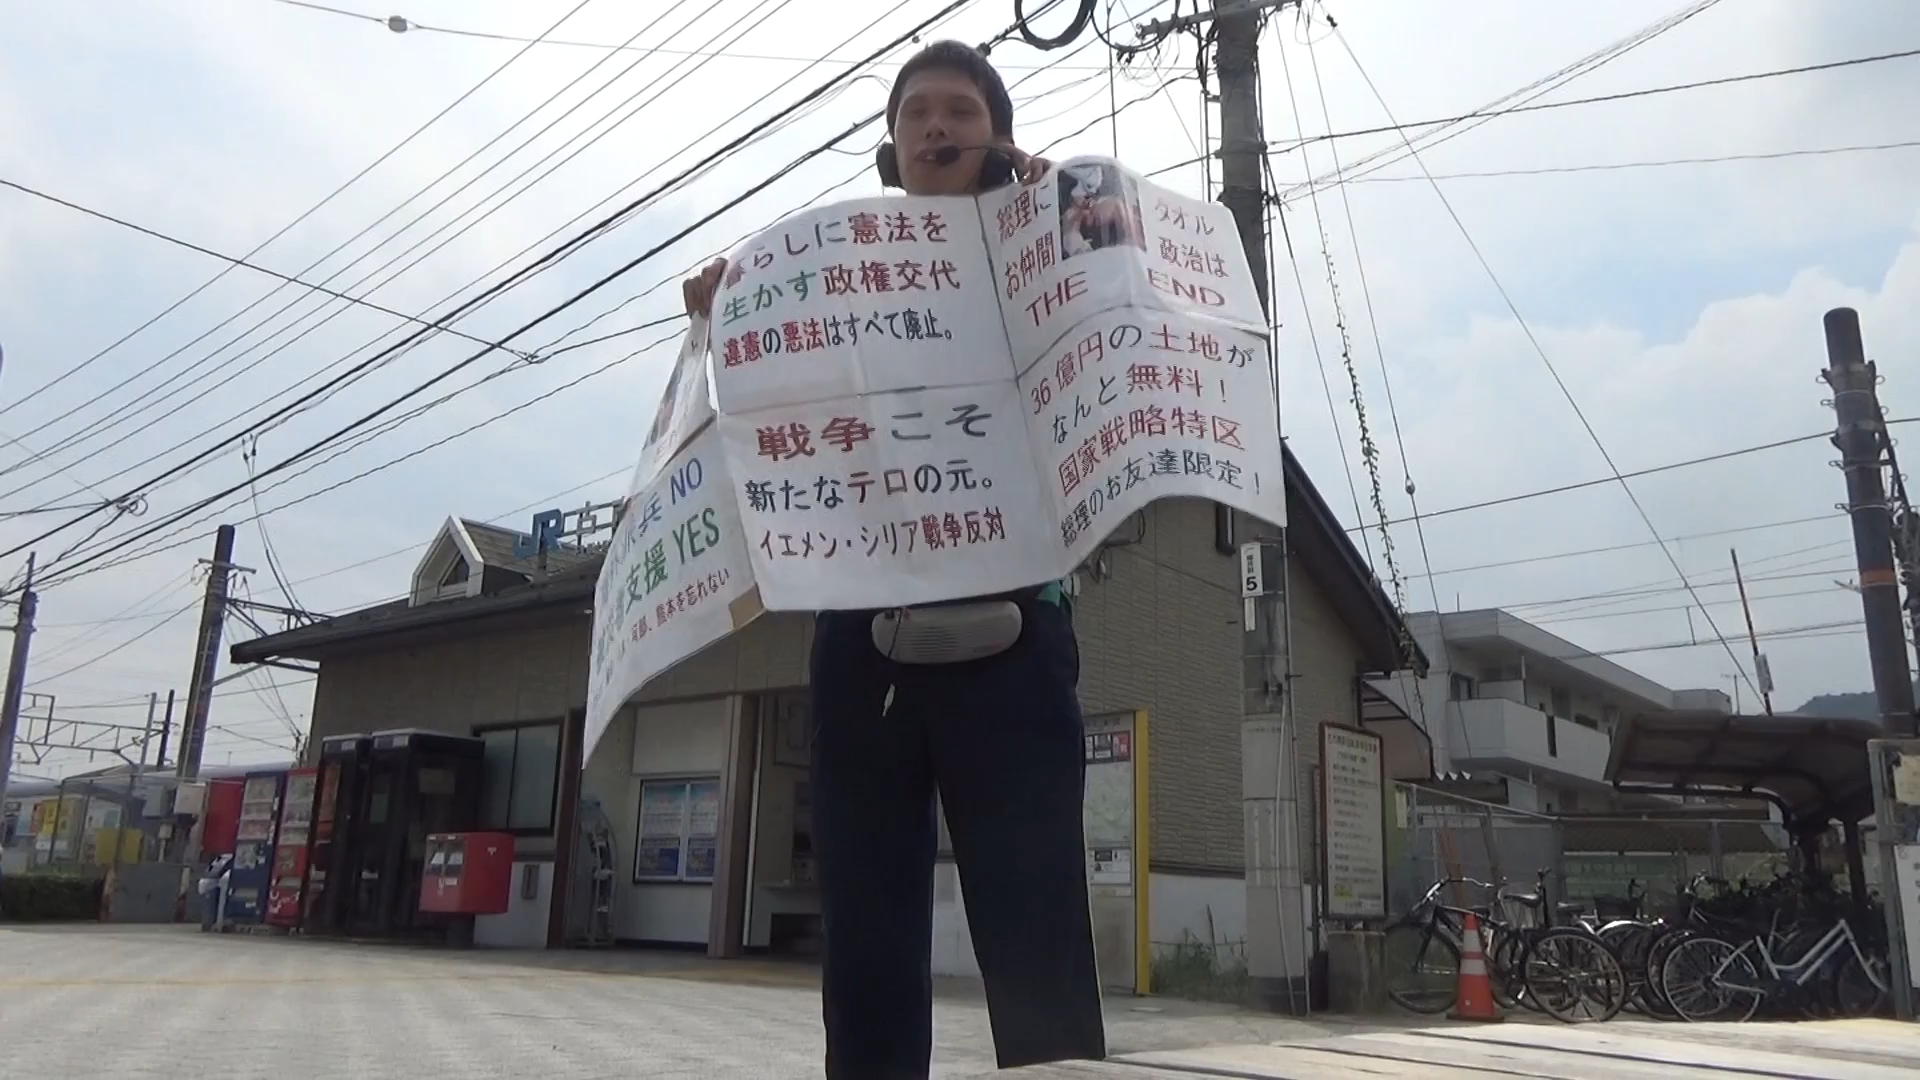 暮らしに憲法を
生かす政権交代
違憲の悪法はすべて廃止。
戦争こそ
新たなテロの元。
イエメン・シリア戦争反対
総理に
お仲間
タオル
政治は
THE END
36億円の土地が
なんと無料!
国家戦略特区
総理のお友達限定!
兵 NO
支援 YES
熊本を忘れない
JR 古
5